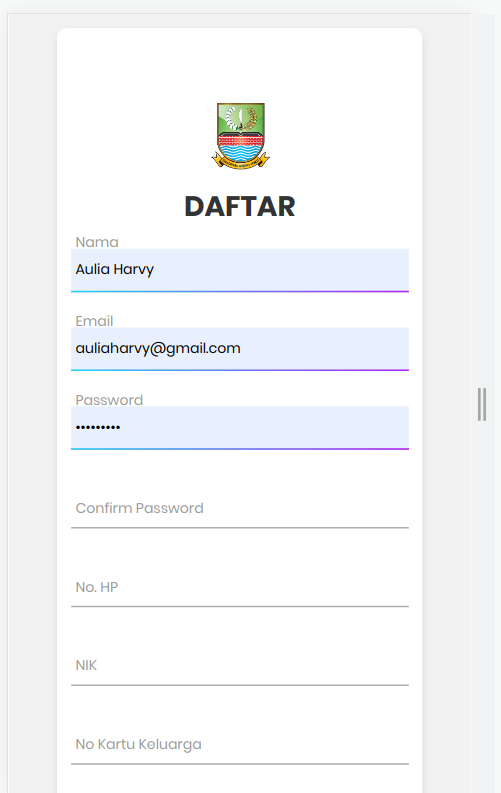 DAFTAR
Nama
Aulia Harvy
Email
auliaharvy@gmail.com
Password
•••••••••
Confirm Password
No. HP
NIK
No Kartu Keluarga